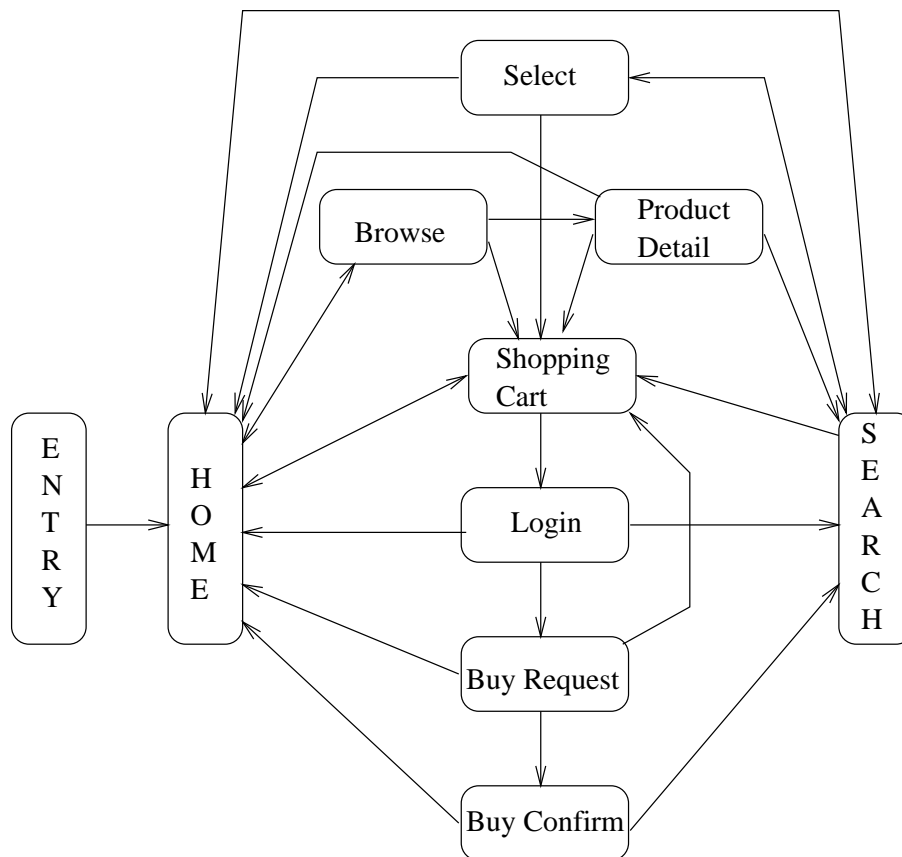 Select
Browse
Product
Detail
Shopping
Cart
E
N
T
R
Y
H
O
M
E
S
E
A
R
C
H
Login
Buy Request
Buy Confirm